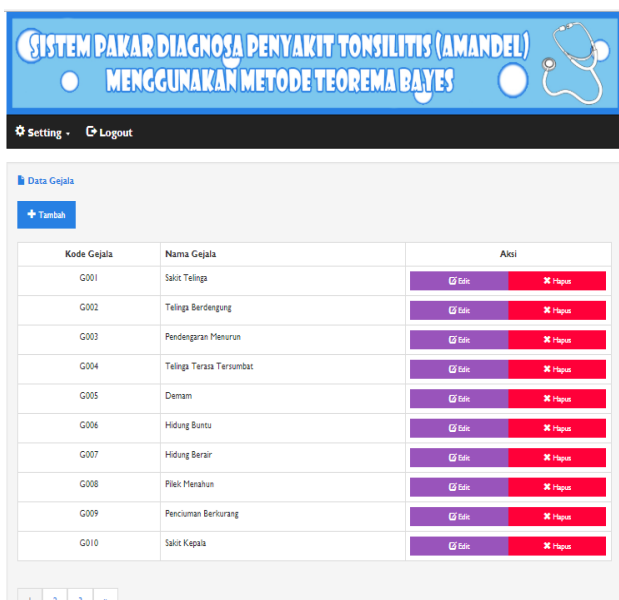 SISTEM PAKAR DIAGNOSA PENYAKIT TONSILITIS (AMANDEL)
MENGGUNAKAN METODE TEOREMA BAYES
Setting Logout
Data Gejala
Tambah
Kode Gejala Nama Gejala Aksi
G001 Sakit Telinga Edit Hapus
G002 Telinga Berdengung Edit Hapus
G003 Pendengaran Menurun Edit Hapus
G004 Telinga Terasa Tersumbat Edit Hapus
G005 Demam Edit Hapus
G006 Hidung Buntu Edit Hapus
G007 Hidung Berair Edit Hapus
G008 Pilek Menahun Edit Hapus
G009 Penciuman Berkurang Edit Hapus
G010 Sakit Kepala Edit Hapus
1 2 3